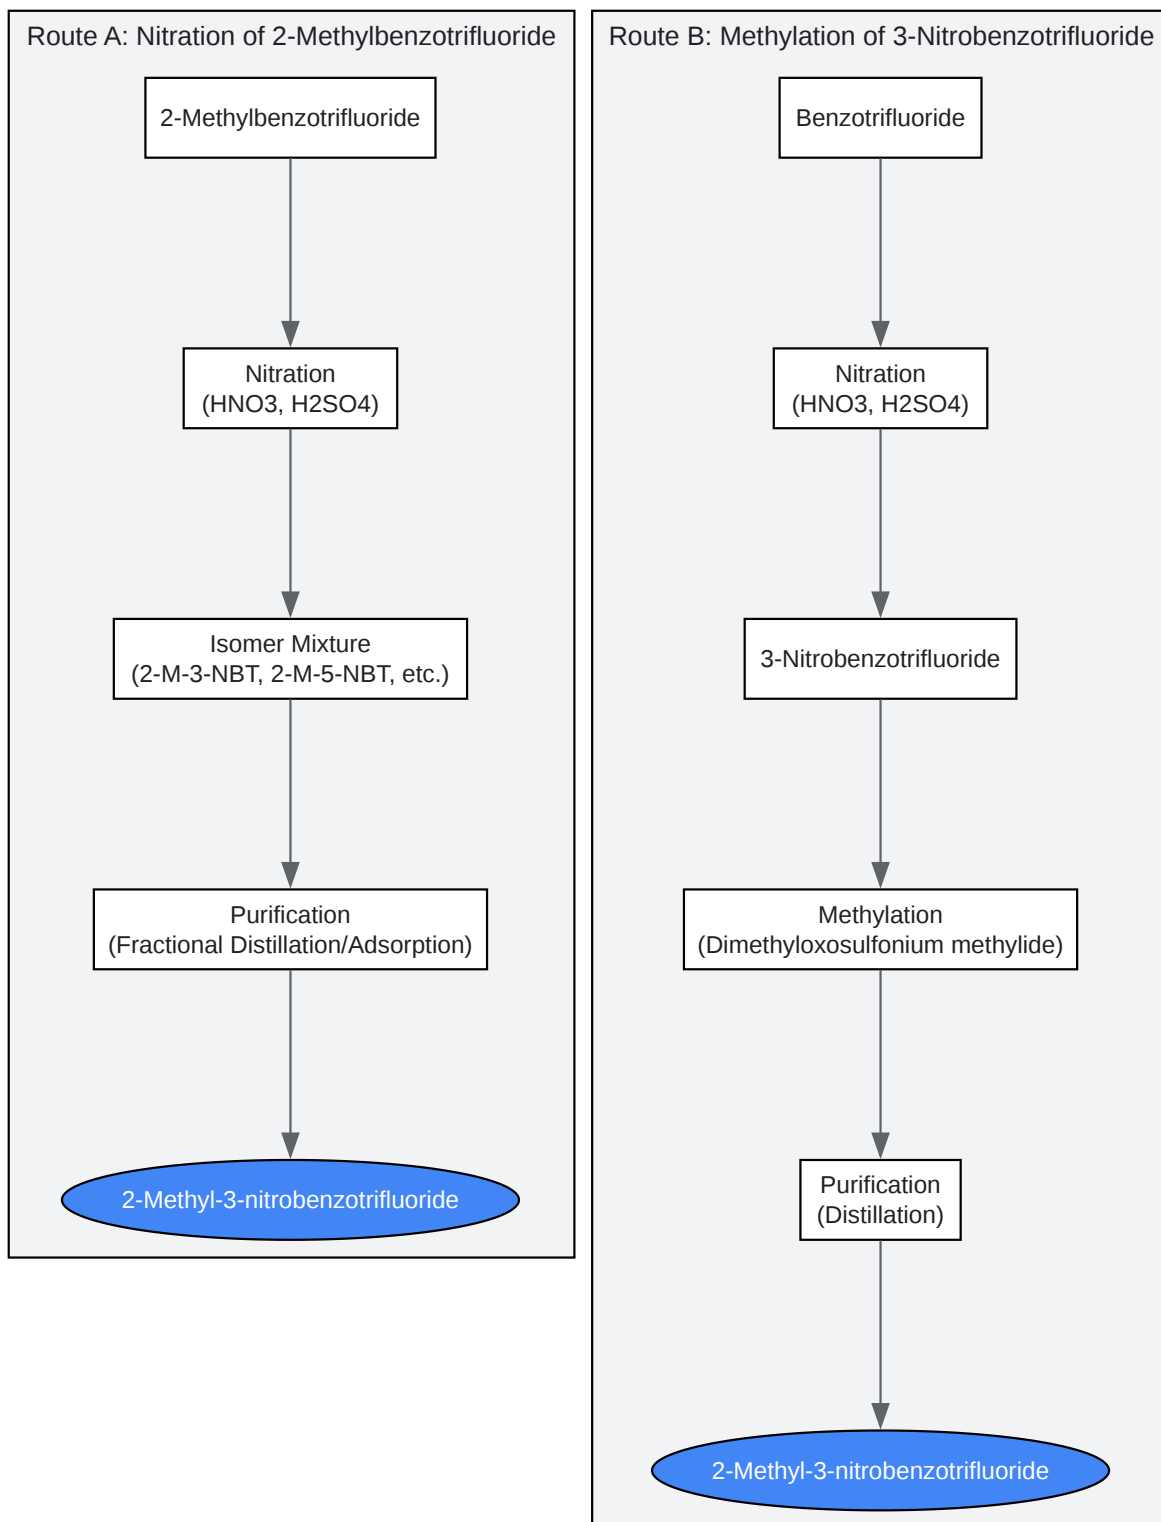 Route A: Nitration of 2-Methylbenzotrifluoride
2-Methylbenzotrifluoride
Nitration
(HNO3, H2SO4)
Isomer Mixture
(2-M-3-NBT, 2-M-5-NBT, etc.)
Purification
(Fractional Distillation/Adsorption)
2-Methyl-3-nitrobenzotrifluoride
Route B: Methylation of 3-Nitrobenzotrifluoride
Benzotrifluoride
Nitration
(HNO3, H2SO4)
3-Nitrobenzotrifluoride
Methylation
(Dimethyloxosulfonium methylide)
Purification
(Distillation)
2-Methyl-3-nitrobenzotrifluoride